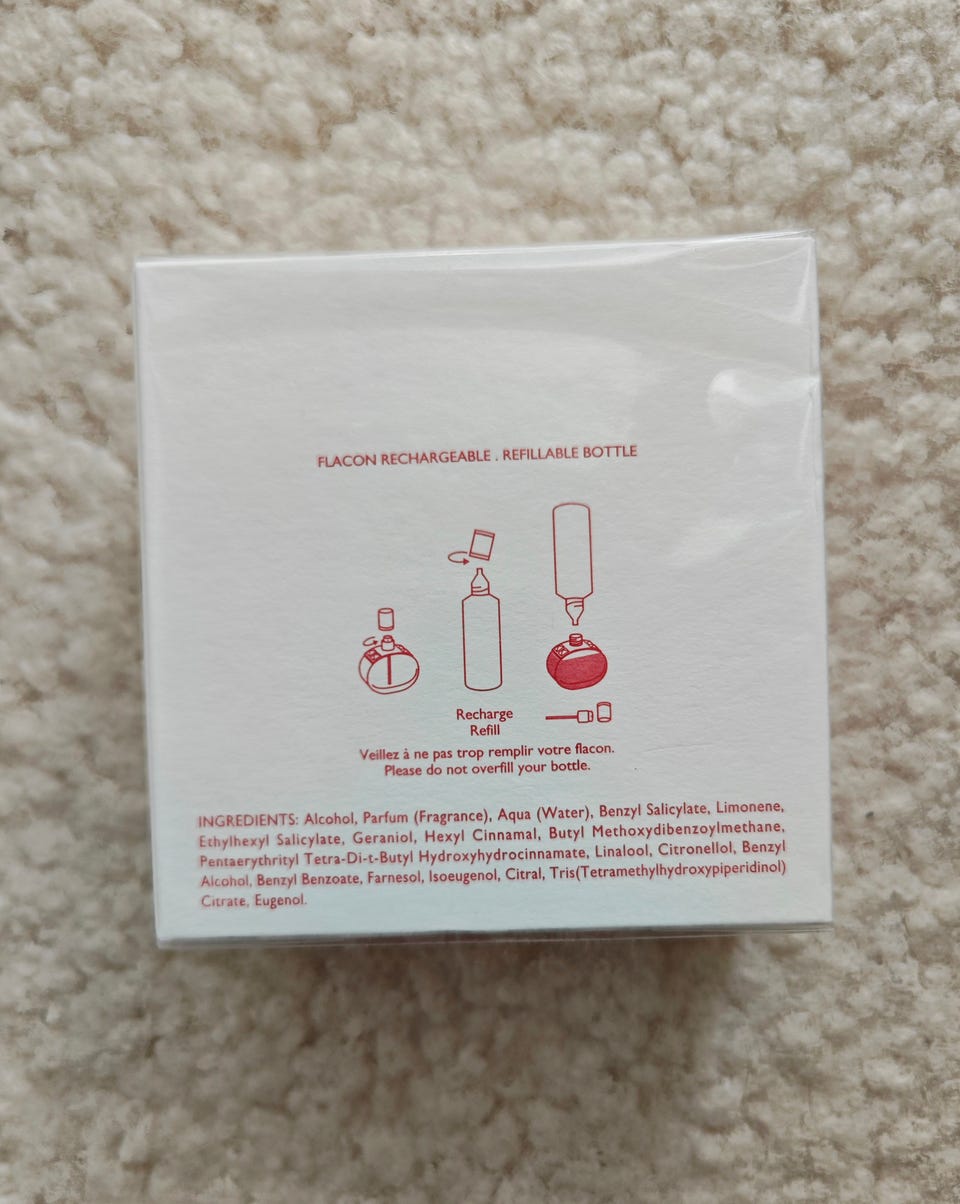 FLACON RECHARGEABLE . REFILLABLE BOTTLE
Recharge
Refill
Veillez à ne pas trop remplir votre flacon.
Please do not overfill your bottle.
INGREDIENTS: Alcohol, Parfum (Fragrance), Aqua (Water), Benzyl Salicylate, Limonene,
Ethylhexyl Salicylate, Geraniol, Hexyl Cinnamal, Butyl Methoxydibenzoylmethane,
Pentaerythrityl Tetra-Di-t-Butyl Hydroxyhydrocinnamate, Linalool, Citronellol, Benzyl
Alcohol, Benzyl Benzoate, Farnesol, Isoeugenol, Citral, Tris(Tetramethylhydroxypiperidinol)
Citrate, Eugenol.